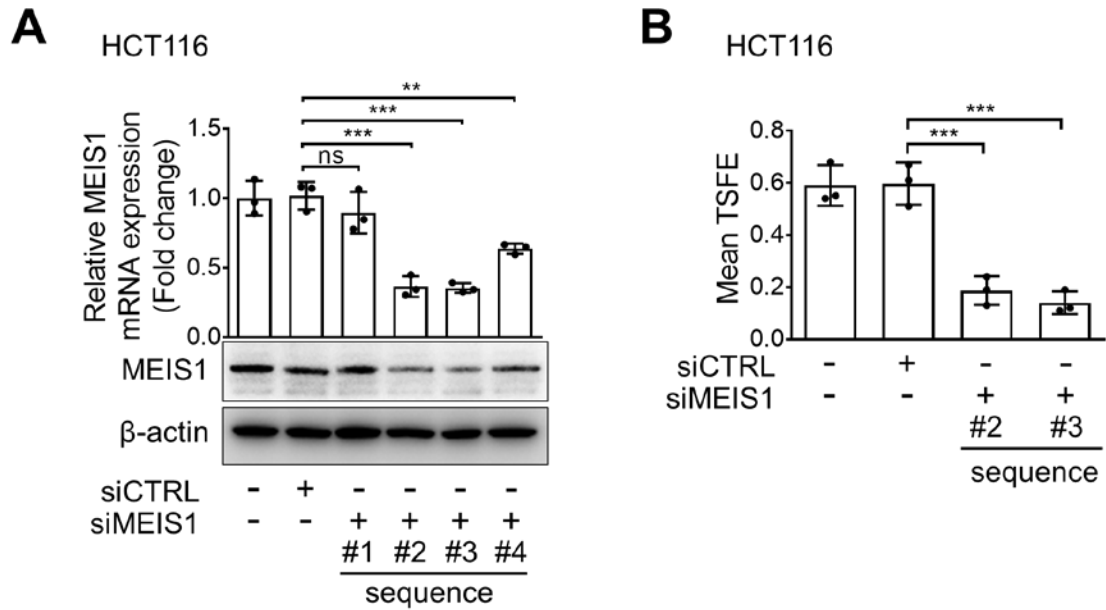 A
HCT116
Relative MEIS1
mRNA expression
(Fold change)
**
***
***
ns
1.5
1.0
0.5
0.0
MEIS1
β-actin
siCTRL - + - - - -
siMEIS1 - - + + + +
#1 #2 #3 #4
sequence
B
HCT116
Mean TSFE
***
***
0.8
0.6
0.4
0.2
0.0
siCTRL - + - -
siMEIS1 - - + +
#2 #3
sequence